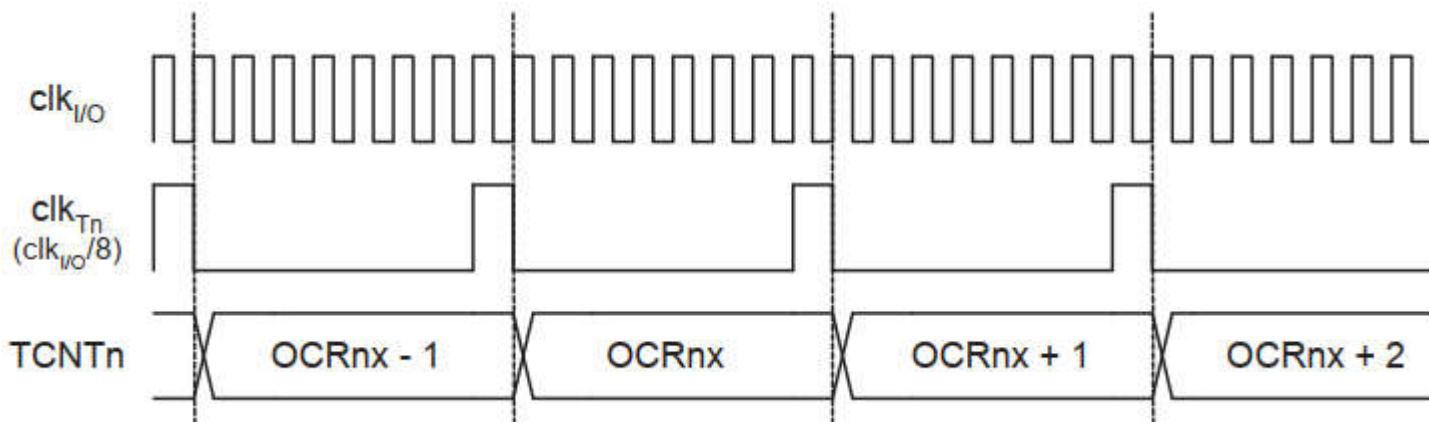 clkI/O
clkTn
(clkI/O/8)
TCNTn
OCRnx - 1
OCRnx
OCRnx + 1
OCRnx + 2